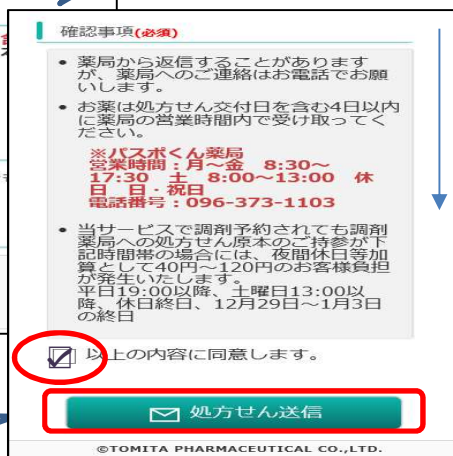 確認事項(必須)
• 薬局から返信することがあります
が、薬局へのご連絡はお電話でお願
いします。
• お薬は処方せん交付日を含む4日以内
に薬局の営業時間内で受け取ってく
ださい。
※パスポくん薬局
営業時間：月～金 8:30～
17:30 土 8:00～13:00 休
日 日・祝日
電話番号：096-373-1103
• 当サービスで調剤予約されても調剤
薬局への処方せん原本のご持参が下
記時間帯の場合には、夜間休日等加
算として40円～120円のお客様負担
が発生いたします。
平日19:00以降、土曜日13:00以
降、休日終日、12月29日～1月3日
の終日
以上の内容に同意します。
処方せん送信
©TOMITA PHARMACEUTICAL CO.,LTD.